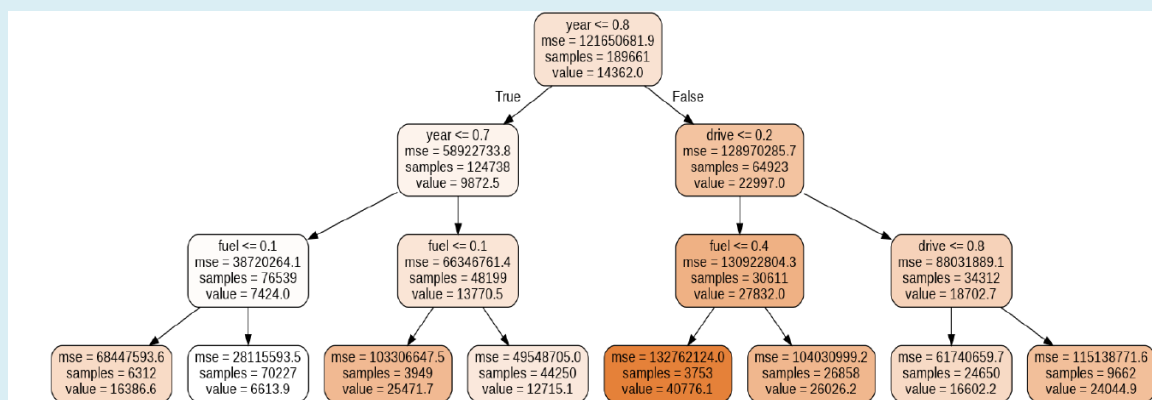 year <= 0.8
mse = 121650681.9
samples = 189661
value = 14362.0
True
False
year <= 0.7
mse = 58922733.8
samples = 124738
value = 9872.5
drive <= 0.2
mse = 128970285.7
samples = 64923
value = 22997.0
fuel <= 0.1
mse = 38720264.1
samples = 76539
value = 7424.0
fuel <= 0.1
mse = 66346761.4
samples = 48199
value = 13770.5
fuel <= 0.4
mse = 130922804.3
samples = 30611
value = 27832.0
drive <= 0.8
mse = 88031889.1
samples = 34312
value = 18702.7
mse = 68447593.6
samples = 6312
value = 16386.6
mse = 28115593.5
samples = 70227
value = 6613.9
mse = 103306647.5
samples = 3949
value = 25471.7
mse = 49548705.0
samples = 44250
value = 12715.1
mse = 132762124.0
samples = 3753
value = 40776.1
mse = 104030999.2
samples = 26858
value = 26026.2
mse = 61740659.7
samples = 24650
value = 16602.2
mse = 115138771.6
samples = 9662
value = 24044.9